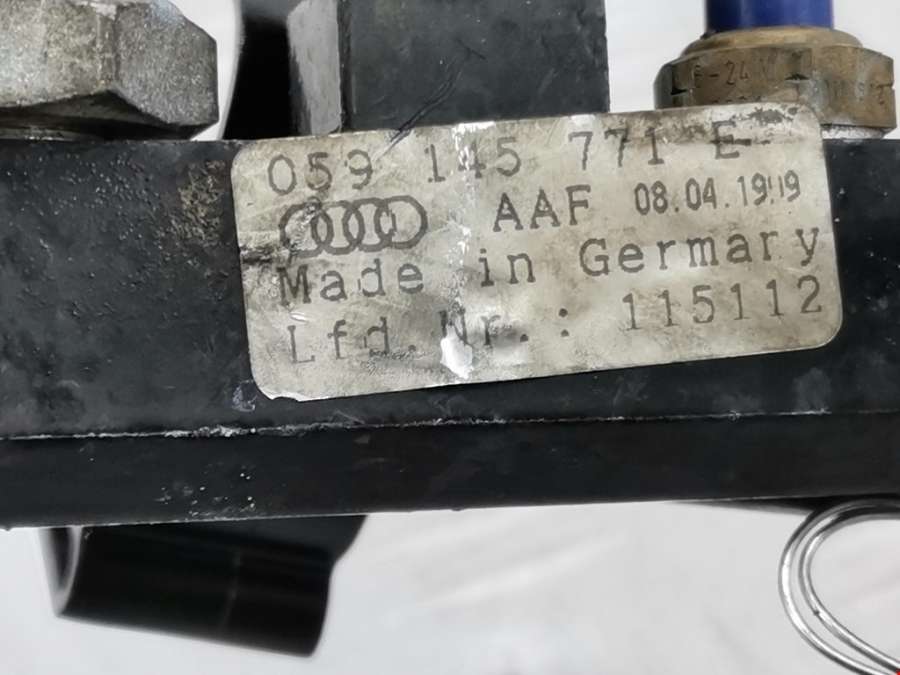 059 145 771 E
AAF 08.04.1999
Made in Germany
Lfd.Nr.: 115112